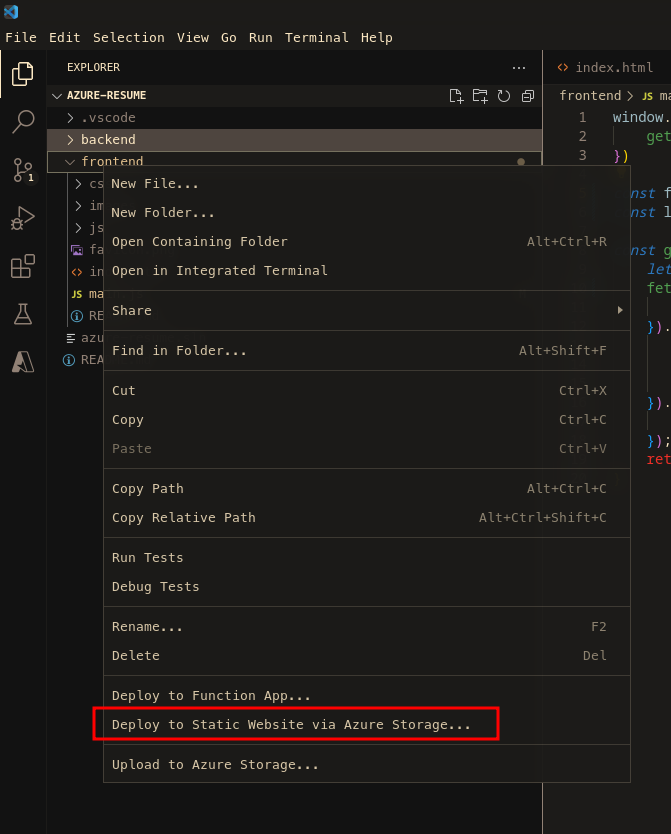 File Edit Selection View Go Run Terminal Help
EXPLORER ...
index.html
AZURE-RESUME
frontend > JS ma
.vscode
backend
frontend
1
cs
im
js
fa
in
JS ma
RE
azu
REA
1 window.
2 get
3 })
nst f
nst l
nst g
let
fet
}).
}).
});
ret
New File...
New Folder...
Open Containing Folder Alt+Ctrl+R
Open in Integrated Terminal
Share
Find in Folder... Alt+Shift+F
Cut Ctrl+X
Copy Ctrl+C
Paste Ctrl+V
Copy Path Alt+Ctrl+C
Copy Relative Path Alt+Ctrl+Shift+C
Run Tests
Debug Tests
Rename... F2
Delete Del
Deploy to Function App...
Deploy to Static Website via Azure Storage...
Upload to Azure Storage...